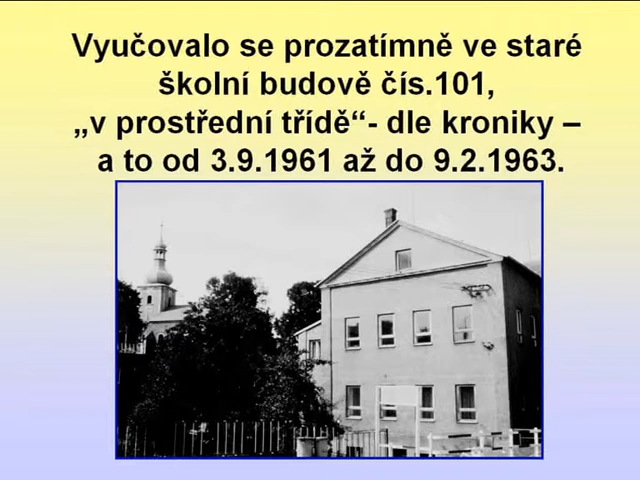 Vyučovalo se prozatímně ve staré
školní budově čís.101,
„v prostřední třídě“- dle kroniky –
a to od 3.9.1961 až do 9.2.1963.